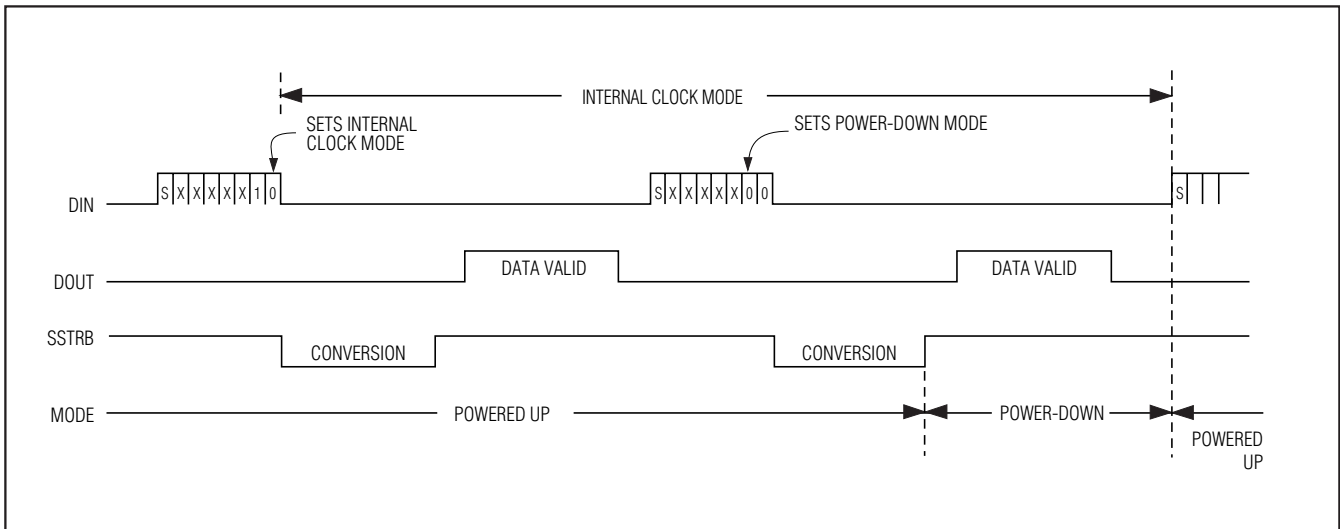 INTERNAL CLOCK MODE
SETS INTERNAL
CLOCK MODE
SETS POWER-DOWN MODE
DIN
S X X X X X 1 0
S X X X X X 0 0
S
DOUT
DATA VALID
DATA VALID
SSTRB
CONVERSION
CONVERSION
MODE
POWERED UP
POWER-DOWN
POWERED
UP